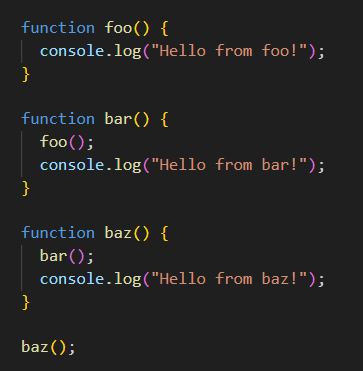 function foo() {
  console.log("Hello from foo!");
}

function bar() {
  foo();
  console.log("Hello from bar!");
}

function baz() {
  bar();
  console.log("Hello from baz!");
}

baz();